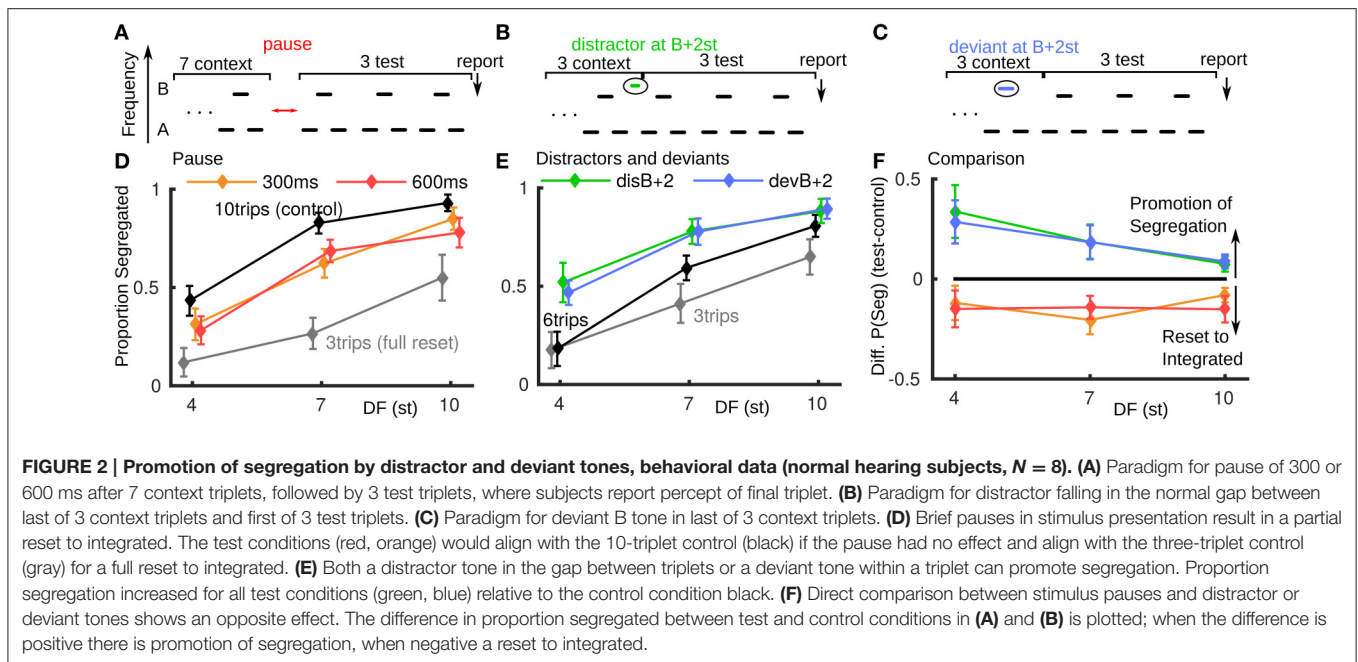 A
pause
7 context
3 test
report
Frequency
B
A
. . .
B
distractor at B+2st
3 context
3 test
report
. . .
C
deviant at B+2st
3 context
3 test
report
. . .
D
Pause
300ms
600ms
10trips (control)
3trips (full reset)
Proportion Segregated
1
0.5
0
4
7
10
DF (st)
E
Distractors and deviants
disB+2
devB+2
6trips
3trips
1
0.5
0
4
7
10
DF (st)
F
Comparison
Promotion of
Segregation
Reset to
Integrated
Diff. P(Seg) (test-control)
0.5
0
-0.5
4
7
10
DF (st)
FIGURE 2 | Promotion of segregation by distractor and deviant tones, behavioral data (normal hearing subjects, N = 8). (A) Paradigm for pause of 300 or
600 ms after 7 context triplets, followed by 3 test triplets, where subjects report percept of final triplet. (B) Paradigm for distractor falling in the normal gap between
last of 3 context triplets and first of 3 test triplets. (C) Paradigm for deviant B tone in last of 3 context triplets. (D) Brief pauses in stimulus presentation result in a partial
reset to integrated. The test conditions (red, orange) would align with the 10-triplet control (black) if the pause had no effect and align with the three-triplet control
(gray) for a full reset to integrated. (E) Both a distractor tone in the gap between triplets or a deviant tone within a triplet can promote segregation. Proportion
segregation increased for all test conditions (green, blue) relative to the control condition black. (F) Direct comparison between stimulus pauses and distractor or
deviant tones shows an opposite effect. The difference in proportion segregated between test and control conditions in (A) and (B) is plotted; when the difference is
positive there is promotion of segregation, when negative a reset to integrated.